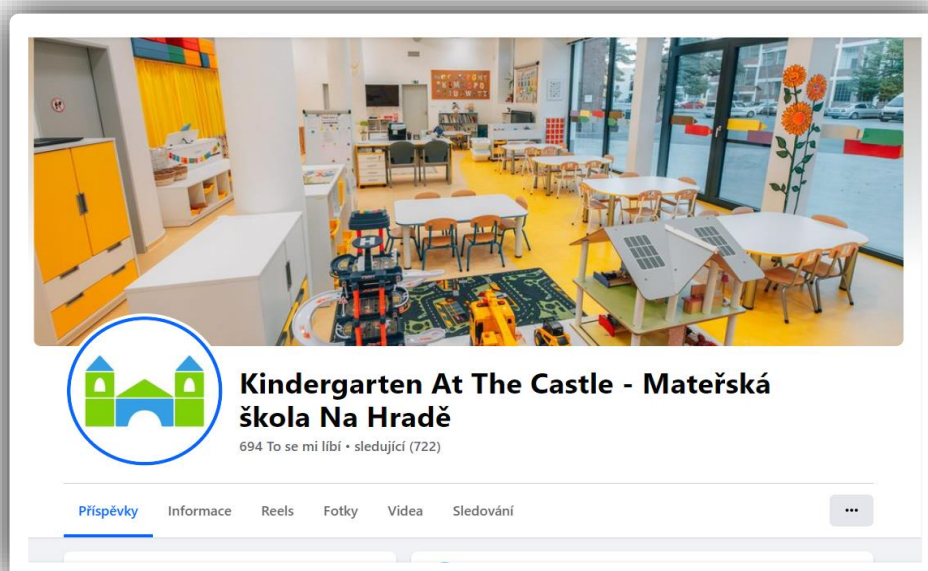 Kindergarten At The Castle - Mateřská
škola Na Hradě
694 To se mi líbí • sledující (722)
Příspěvky Informace Reels Fotky Videa Sledování